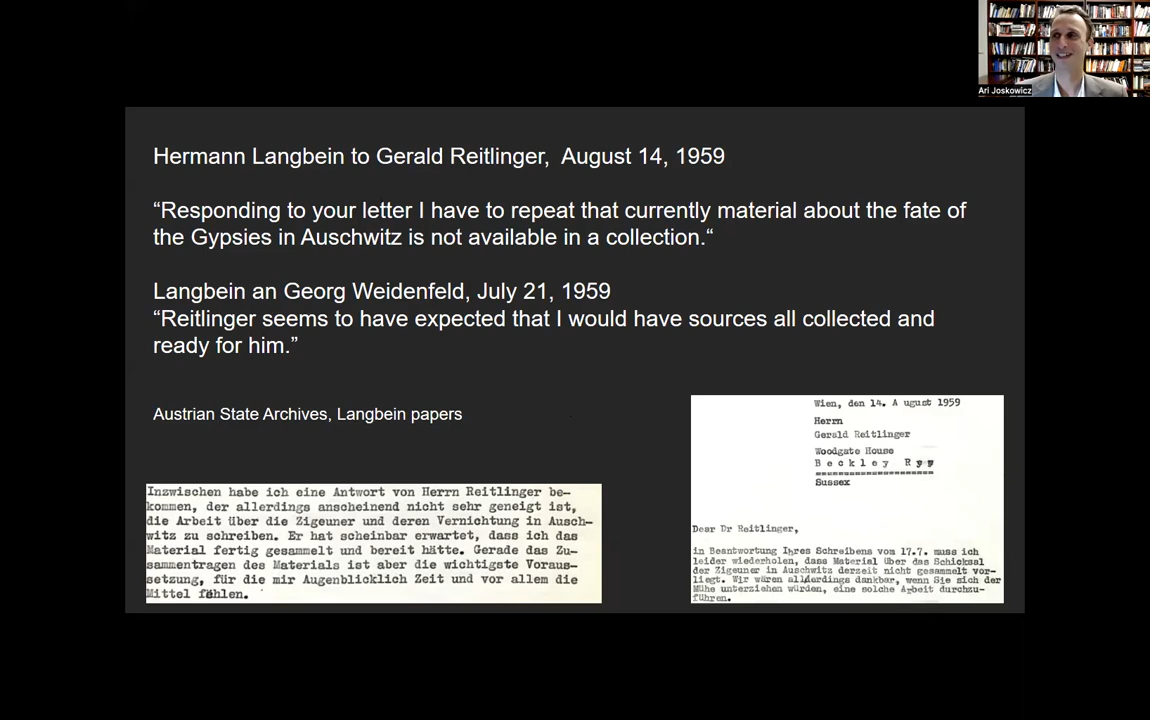 Ari Joskowicz
Hermann Langbein to Gerald Reitlinger,  August 14, 1959
“Responding to your letter I have to repeat that currently material about the fate of
the Gypsies in Auschwitz is not available in a collection.“
Langbein an Georg Weidenfeld, July 21, 1959
“Reitlinger seems to have expected that I would have sources all collected and
ready for him.”
Austrian State Archives, Langbein papers
Inzwischen habe ich eine Antwort von Herrn Reitlinger be-
kommen, der allerdings anscheinend nicht sehr geneigt ist,
die Arbeit über die Zigeuner und deren Vernichtung in Ausch-
witz zu schreiben. Er hat scheinbar erwartet, dass ich das
Material fertig gesammelt und bereit hätte. Gerade das Zu-
sammentragen des Materials ist aber die wichtigste Voraus-
setzung, für die mir Augenblicklich Zeit und vor allem die
Mittel fehlen.
Wien, den 14. A ugust 1959
Herrn
Gerald Reitlinger
Woodgate House
B e c k l e y  R y y
==================
Sussex
Dear Dr Reitlinger,
in Beantwortung Ihres Schreibens vom 17.7. muss ich
leider wiederholen, dass Material über das Schicksal
der Zigeuner in Auschwitz derzeit nicht gesammelt vor-
liegt. Wir wären allerdings dankbar, wenn Sie sich der
Mühe unterziehen würden, eine solche Arbeit durchzu-
führen.